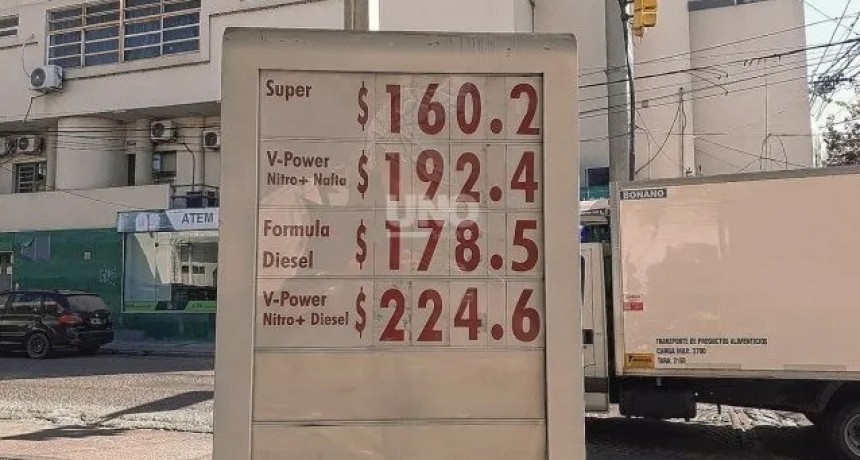 Super $160.2
V-Power
Nitro+ Nafta $192.4
Formula
Diesel $178.5
V-Power
Nitro+ Diesel $224.6
UNO
ATEM
BONANO
TRANSPORTE DE PRODUCTOS ALIMENTICIOS